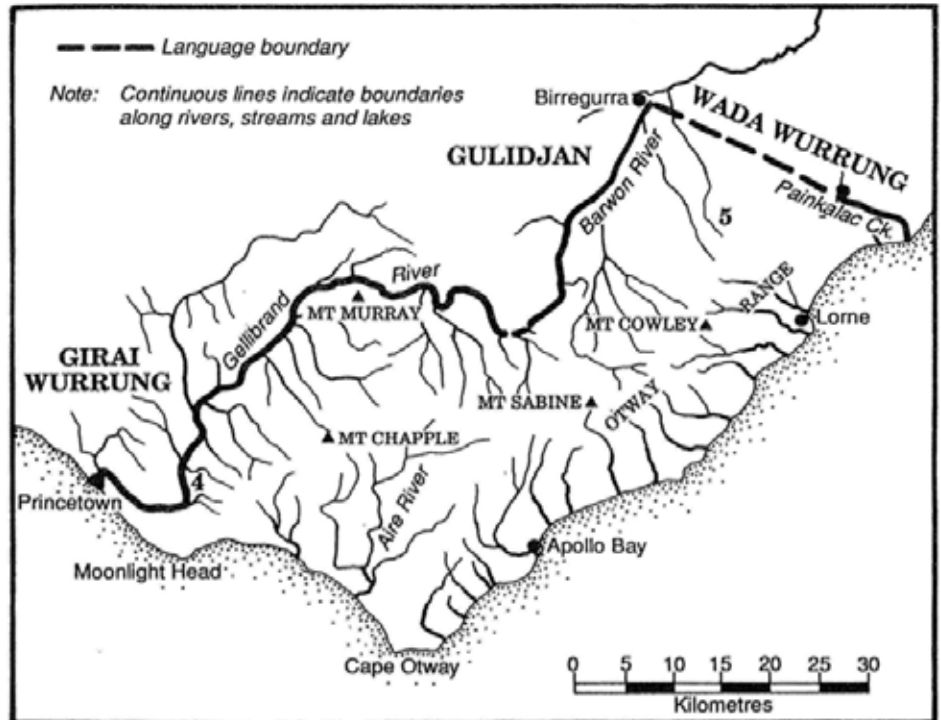 Language boundary
Note: Continuous lines indicate boundaries
along rivers, streams and lakes
Birregurra
WADA WURRUNG
GULIDJAN
Barwon River
Painkalac Ck.
5
River
Gellibrand
MT MURRAY
RANGE
MT COWLEY
Lorne
GIRAI
WURRUNG
MT SABINE
OTWAY
MT CHAPPLE
4
Princetown
Aire River
Apollo Bay
Moonlight Head
Cape Otway
0 5 10 15 20 25 30
Kilometres